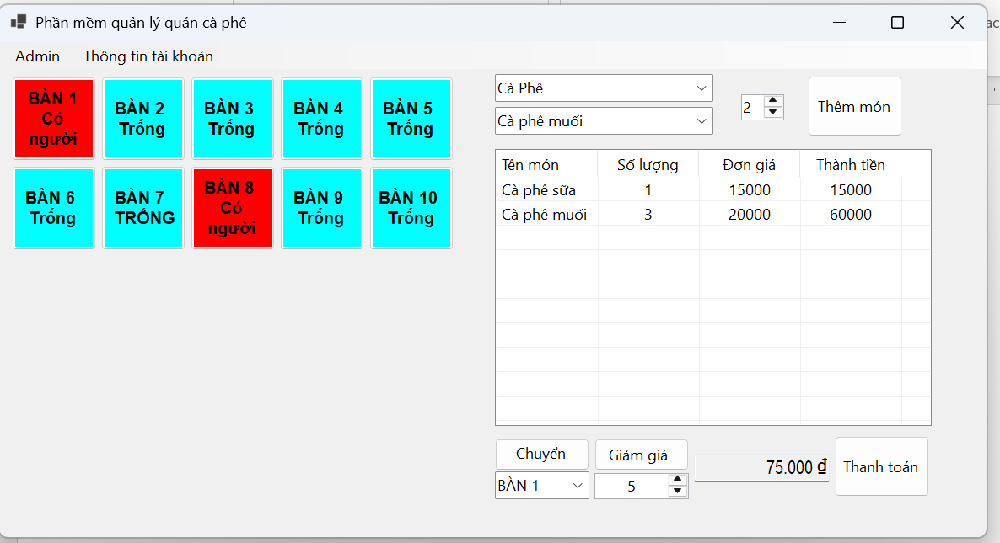 Phần mềm quản lý quán cà phê
ac
Admin Thông tin tài khoản
BÀN 1
Có
người
BÀN 2
Trống
BÀN 3
Trống
BÀN 4
Trống
BÀN 5
Trống
BÀN 6
Trống
BÀN 7
TRỐNG
BÀN 8
Có
người
BÀN 9
Trống
BÀN 10
Trống
Cà Phê
Cà phê muối
2
Thêm món
Tên món Số lượng Đơn giá Thành tiền
Cà phê sữa 1 15000 15000
Cà phê muối 3 20000 60000
Chuyển Giảm giá
BÀN 1 5
75.000 ₫
Thanh toán